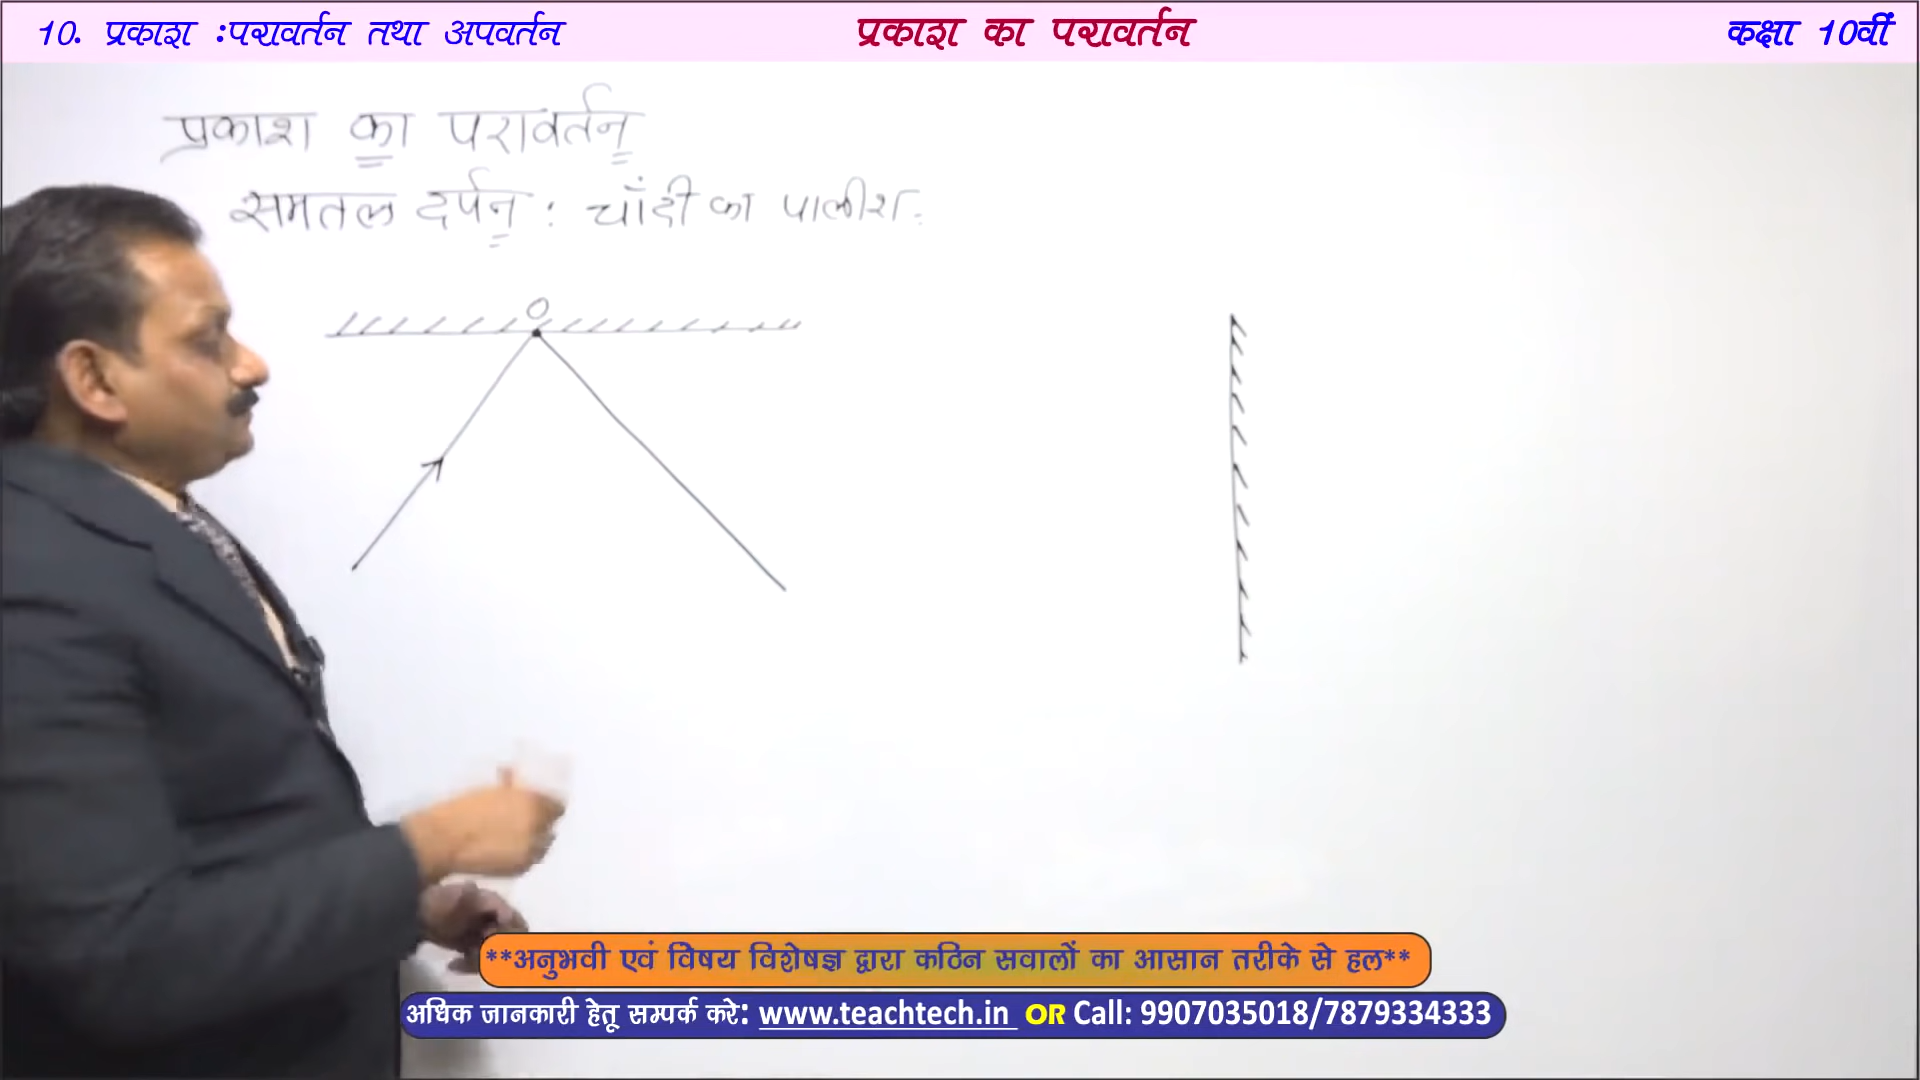 10. प्रकाश :परावर्तन तथा अपवर्तन
प्रकाश का परावर्तन
कक्षा 10वीं
प्रकाश का परावर्तन
समतल दर्पन : चाँदी का पालीश
O
**अनुभवी एवं विषय विशेषज्ञ द्वारा कठिन सवालों का आसान तरीके से हल**
अधिक जानकारी हेतू सम्पर्क करे: www.teachtech.in OR Call: 9907035018/7879334333